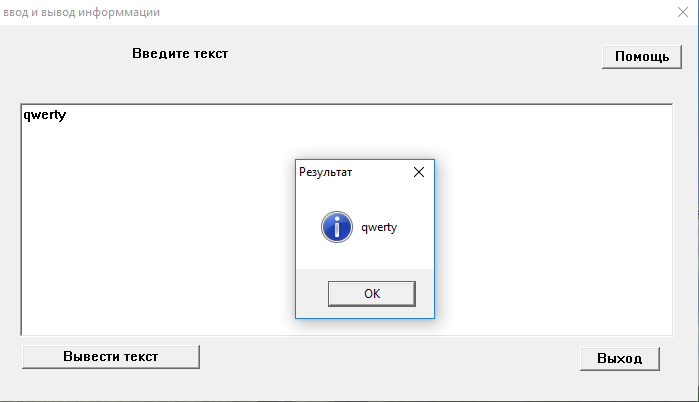 ввод и вывод информмации
Введите текст
Помощь
qwerty
Результат
qwerty
OK
Вывести текст
Выход